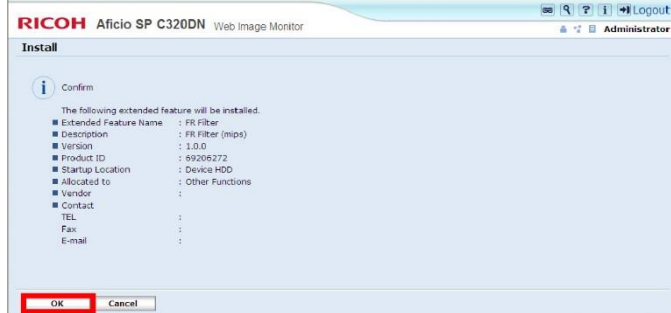 Logout
RICOH Aficio SP C320DN Web Image Monitor
Administrator
Install
Confirm
The following extended feature will be installed.
Extended Feature Name : FR Filter
Description : FR Filter (mips)
Version : 1.0.0
Product ID : 69206272
Startup Location : Device HDD
Allocated to : Other Functions
Vendor :
Contact
TEL :
Fax :
E-mail :
OK Cancel